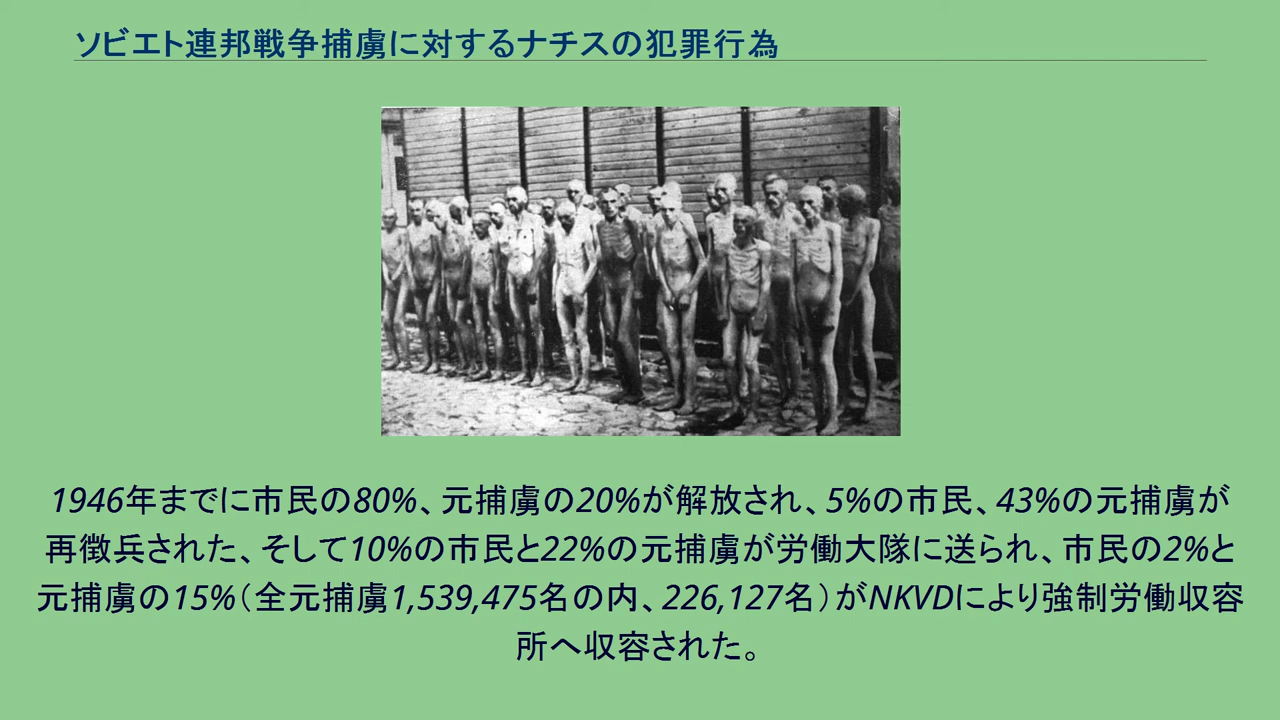 ソビエト連邦戦争捕虜に対するナチスの犯罪行為
1946年までに市民の80%、元捕虜の20%が解放され、5%の市民、43%の元捕虜が
再徴兵された、そして10%の市民と22%の元捕虜が労働大隊に送られ、市民の2%と
元捕虜の15%（全元捕虜1,539,475名の内、226,127名）がNKVDにより強制労働収容
所へ収容された。